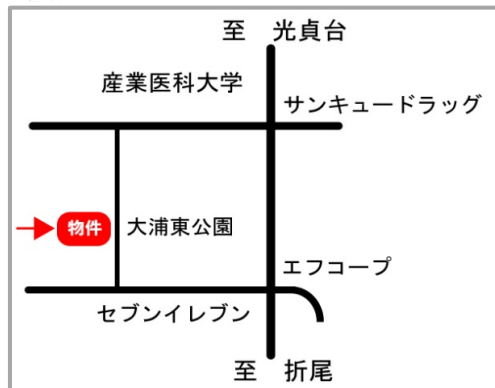 至 光貞台
産業医科大学
サンキュードラッグ
物件
大浦東公園
エフコープ
セブンイレブン
至 折尾